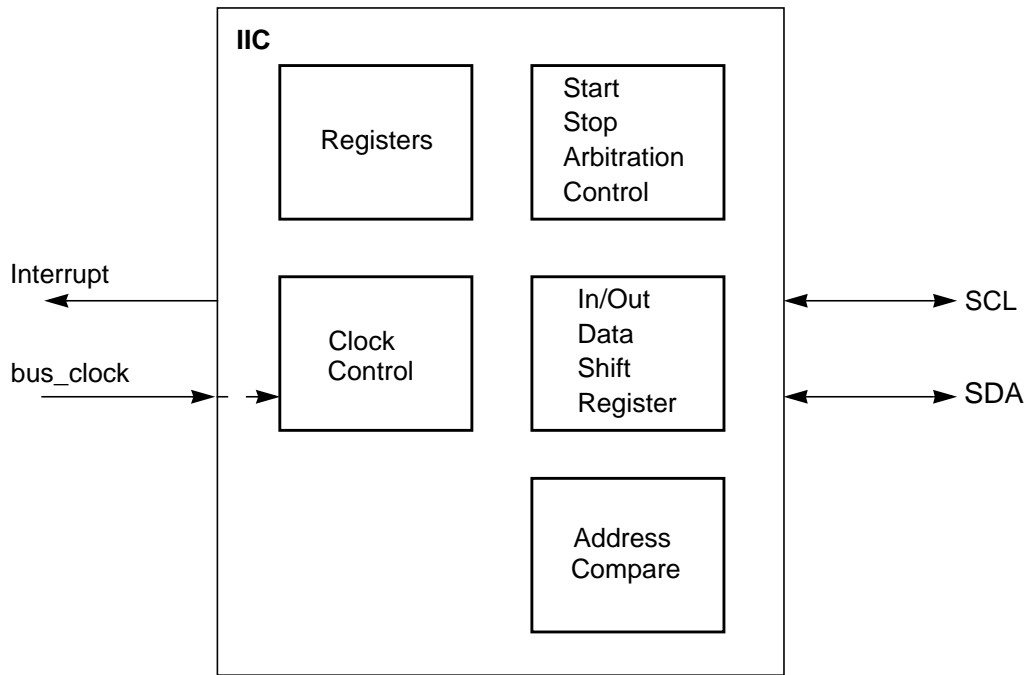 IIC
Registers
Start
Stop
Arbitration
Control
Interrupt
bus_clock
Clock
Control
In/Out
Data
Shift
Register
SCL
SDA
Address
Compare